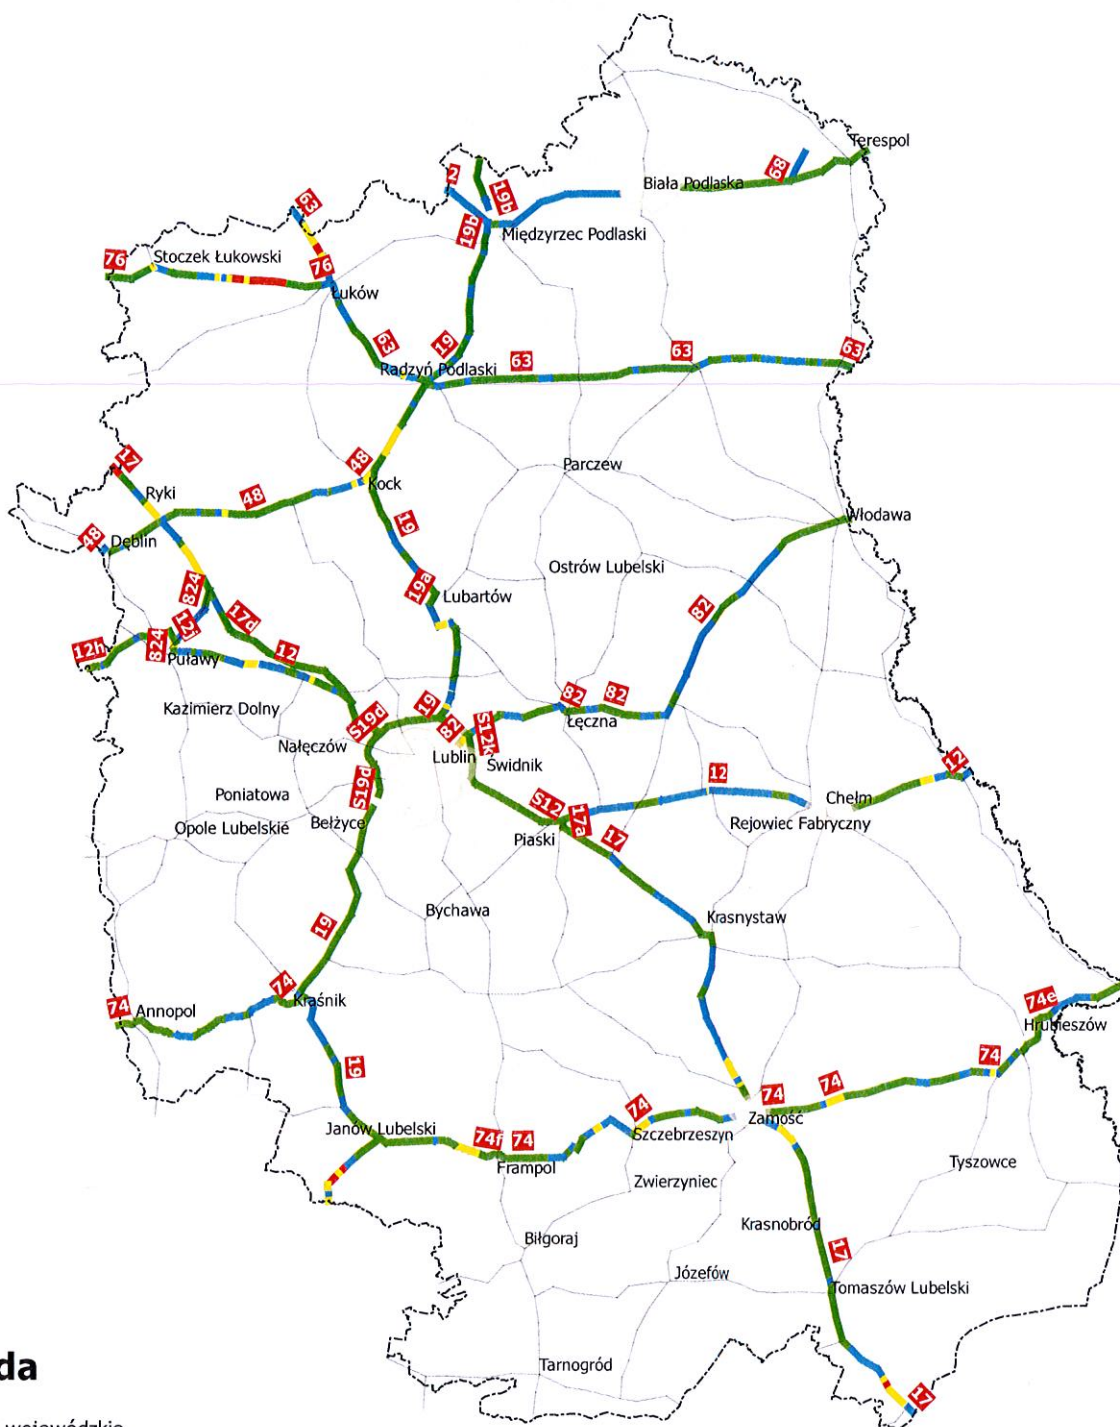 Terespol
68
Biała Podlaska
2
19b
63
19b
Międzyrzec Podlaski
76
Stoczek Łukowski
76
Łuków
63
19
63
63
63
Radzyń Podlaski
17
48
Parczew
Kock
Ryki
48
19
Włodawa
48
Dęblin
Ostrów Lubelski
824
19a
Lubartów
82
17d
824
12h
12
Puławy
82
82
Kazimierz Dolny
19
Łęczna
S19d
82
S12k
Nałęczów
Lublin
Świdnik
12
12
S19d
Poniatowa
Chełm
S12
17a
Bełżyce
Opole Lubelskie
Rejowiec Fabryczny
Piaski
17
Bychawa
Krasnystaw
19
74
Kraśnik
74
Annopol
74e
Hrubieszów
74
19
74
74
Zamość
74
Janów Lubelski
74f
74
Szczebrzeszyn
Frampol
Tyszowce
Zwierzyniec
Krasnobród
Biłgoraj
17
Józefów
Tomaszów Lubelski
Tarnogród
17
da
wojewódzkie